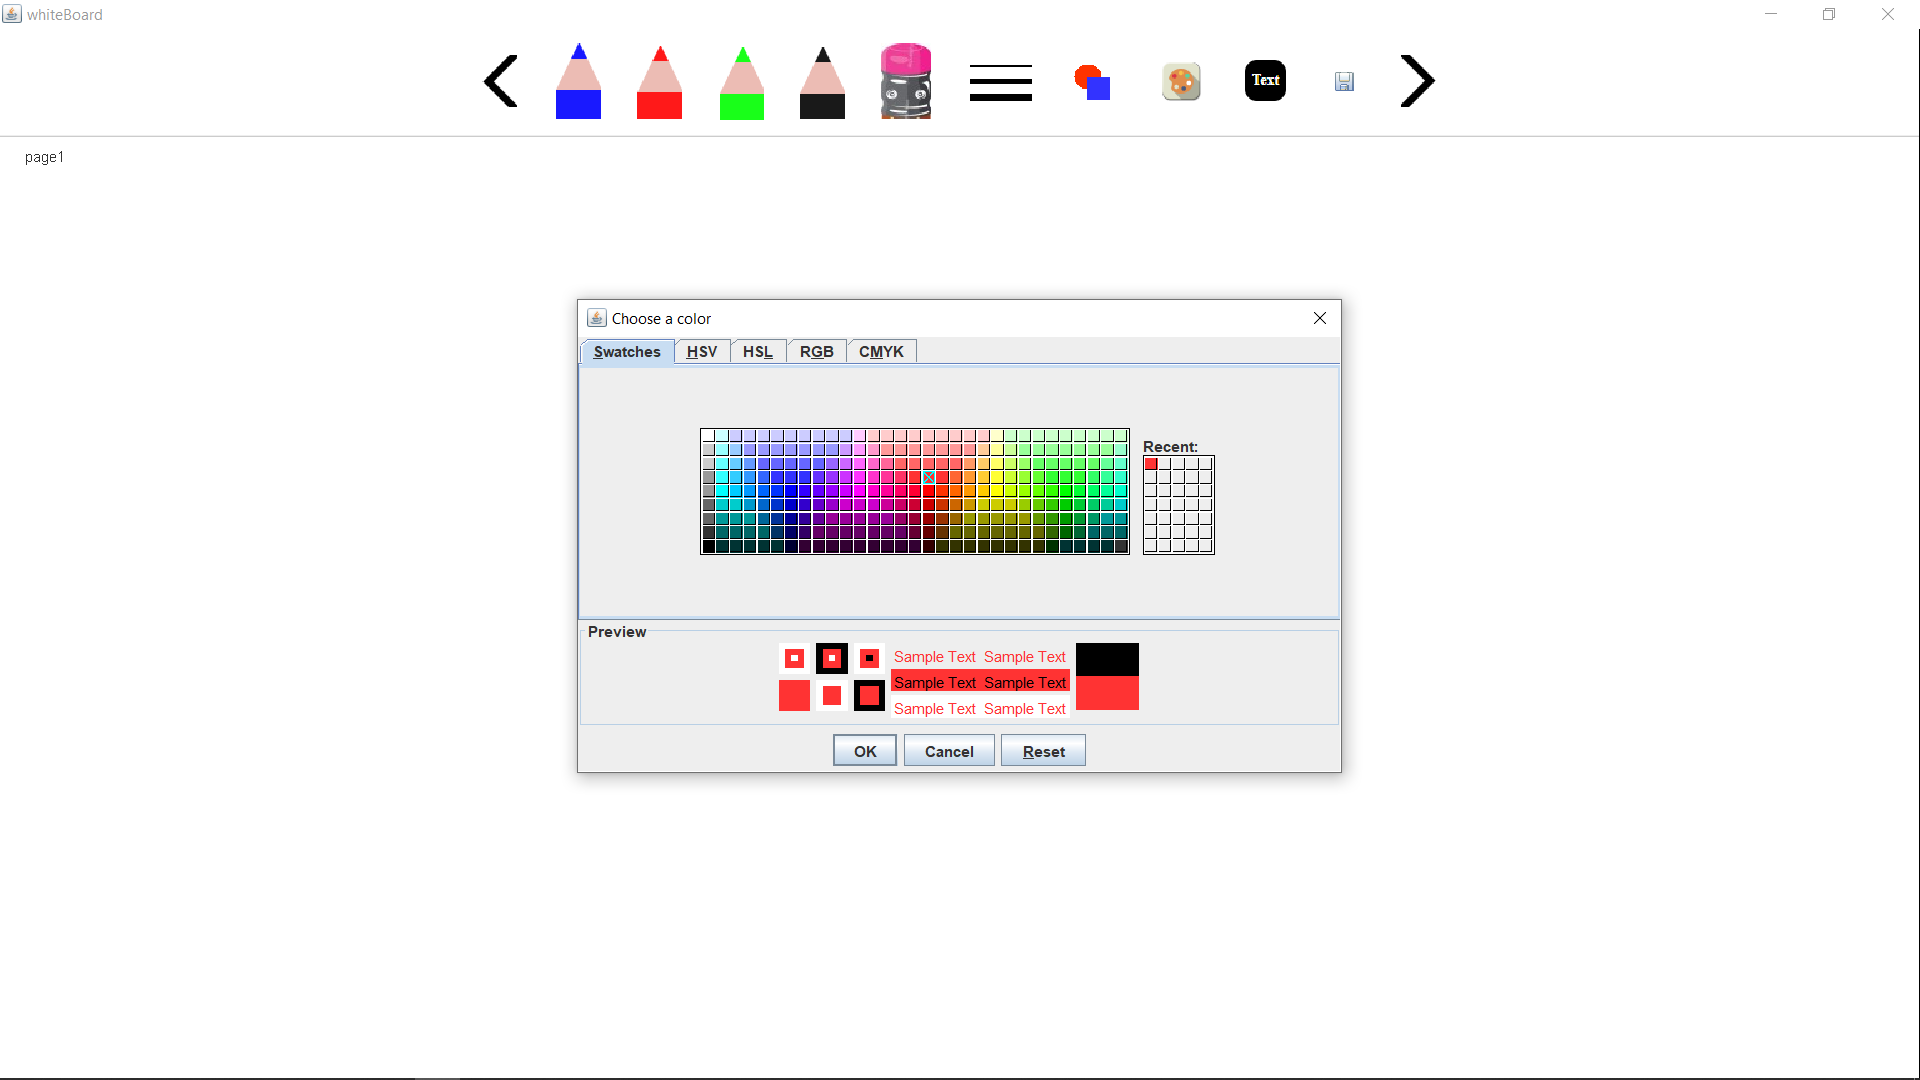 whiteBoard
Text
page1
Choose a color
Swatches HSV HSL RGB CMYK
Recent:
Preview
Sample Text Sample Text
Sample Text Sample Text
Sample Text Sample Text
OK Cancel Reset